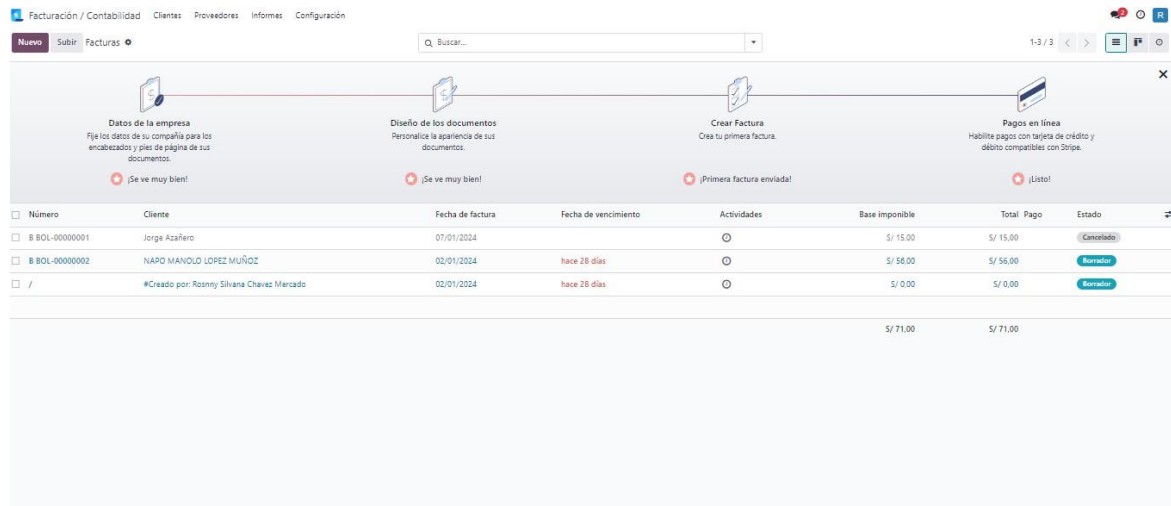 Facturación / Contabilidad Clientes Proveedores Informes Configuración 2 R
Nuevo Subir Facturas Buscar... 1-3 / 3
Datos de la empresa
Fije los datos de su compañía para los
encabezados y pies de página de sus
documentos.
¡Se ve muy bien!
Diseño de los documentos
Personalice la apariencia de sus
documentos.
¡Se ve muy bien!
Crear Factura
Crea tu primera factura.
¡Primera factura enviada!
Pagos en línea
Habilite pagos con tarjeta de crédito y
débito compatibles con Stripe.
¡Listo!
Número Cliente Fecha de factura Fecha de vencimiento Actividades Base imponible Total Pago Estado
B BOL-00000001 Jorge Azañero 07/01/2024 S/ 15,00 S/ 15,00 Cancelado
B BOL-00000002 NAPO MANOLO LOPEZ MUÑOZ 02/01/2024 hace 28 días S/ 56,00 S/ 56,00 Borrador
/ #Creado por: Rosnny Silvana Chavez Mercado 02/01/2024 hace 28 días S/ 0,00 S/ 0,00 Borrador
S/ 71,00 S/ 71,00